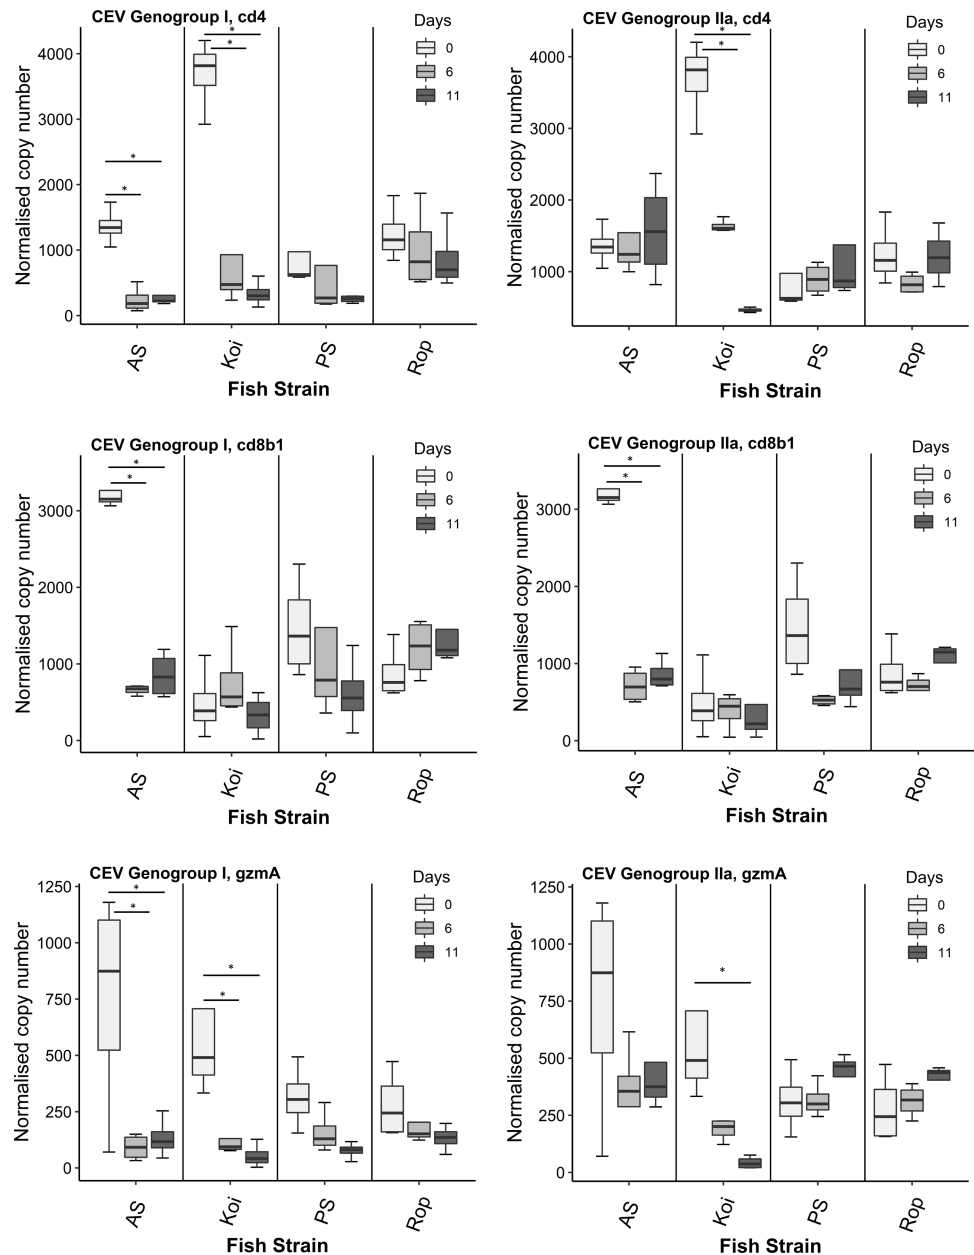 CEV Genogroup I, cd4
Days
0
6
11
*
*
*
*
4000
3000
2000
1000
0
Normalised copy number
AS
Koi
PS
Rop
Fish Strain
CEV Genogroup IIa, cd4
Days
0
6
11
*
*
4000
3000
2000
1000
Normalised copy number
AS
Koi
PS
Rop
Fish Strain
CEV Genogroup I, cd8b1
Days
0
6
11
*
*
3000
2000
1000
0
Normalised copy number
AS
Koi
PS
Rop
Fish Strain
CEV Genogroup IIa, cd8b1
Days
0
6
11
*
*
3000
2000
1000
0
Normalised copy number
AS
Koi
PS
Rop
Fish Strain
CEV Genogroup I, gzmA
Days
0
6
11
*
*
*
*
1250
1000
750
500
250
0
Normalised copy number
AS
Koi
PS
Rop
Fish Strain
CEV Genogroup IIa, gzmA
Days
0
6
11
*
1250
1000
750
500
250
0
Normalised copy number
AS
Koi
PS
Rop
Fish Strain